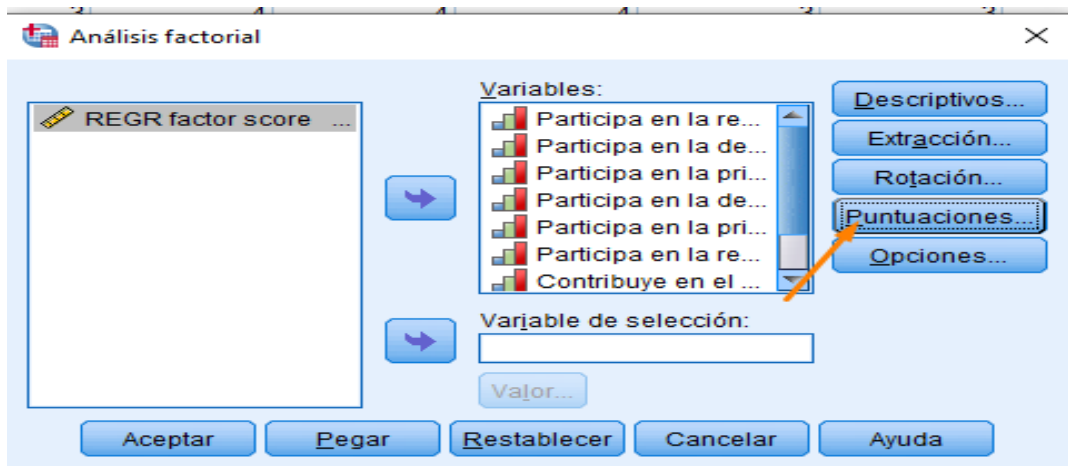 Análisis factorial
REGR factor score ...
Variables:
Participa en la re...
Participa en la de...
Participa en la pri...
Participa en la de...
Participa en la pri...
Participa en la re...
Contribuye en el ...
Variable de selección:
Valor...
Descriptivos...
Extracción...
Rotación...
Puntuaciones...
Opciones...
Aceptar
Pegar
Restablecer
Cancelar
Ayuda